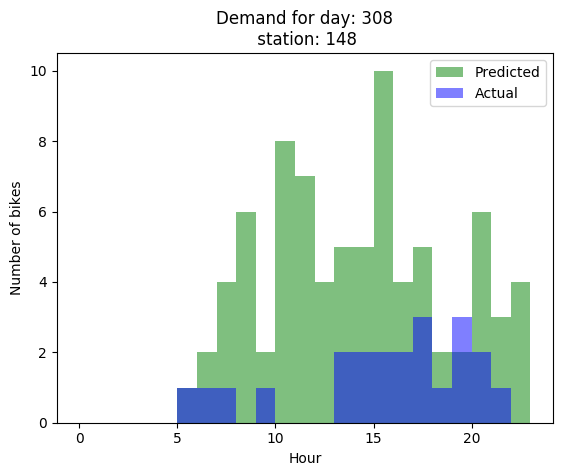 Demand for day: 308
station: 148
Predicted
Actual
Number of bikes
10
8
6
4
2
0
0 5 10 15 20
Hour